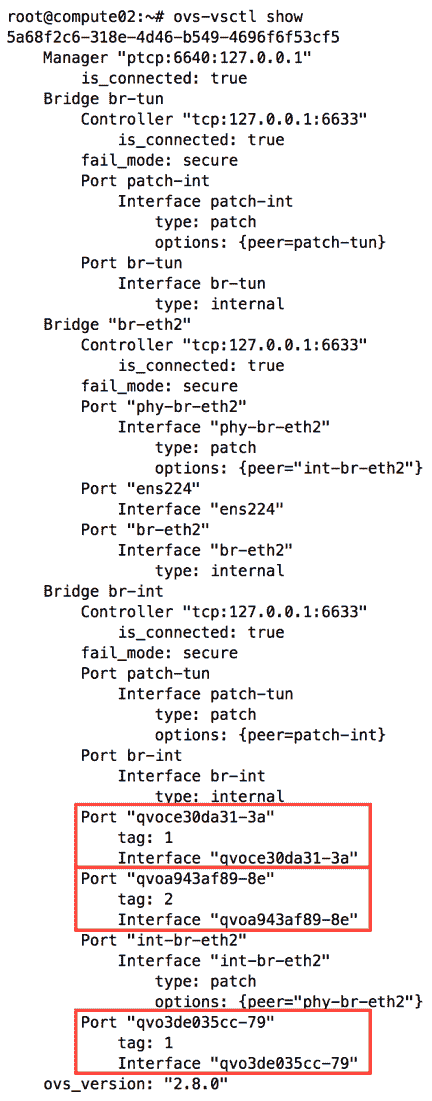 root@compute02:~# ovs-vsctl show
5a68f2c6-318e-4d46-b549-4696f6f53cf5
    Manager "ptcp:6640:127.0.0.1"
        is_connected: true
    Bridge br-tun
        Controller "tcp:127.0.0.1:6633"
            is_connected: true
        fail_mode: secure
        Port patch-int
            Interface patch-int
                type: patch
                options: {peer=patch-tun}
        Port br-tun
            Interface br-tun
                type: internal
    Bridge "br-eth2"
        Controller "tcp:127.0.0.1:6633"
            is_connected: true
        fail_mode: secure
        Port "phy-br-eth2"
            Interface "phy-br-eth2"
                type: patch
                options: {peer="int-br-eth2"}
        Port "ens224"
            Interface "ens224"
        Port "br-eth2"
            Interface "br-eth2"
                type: internal
    Bridge br-int
        Controller "tcp:127.0.0.1:6633"
            is_connected: true
        fail_mode: secure
        Port patch-tun
            Interface patch-tun
                type: patch
                options: {peer=patch-int}
        Port br-int
            Interface br-int
                type: internal
        Port "qvoce30da31-3a"
            tag: 1
            Interface "qvoce30da31-3a"
        Port "qvoa943af89-8e"
            tag: 2
            Interface "qvoa943af89-8e"
        Port "int-br-eth2"
            Interface "int-br-eth2"
                type: patch
                options: {peer="phy-br-eth2"}
        Port "qvo3de035cc-79"
            tag: 1
            Interface "qvo3de035cc-79"
    ovs_version: "2.8.0"